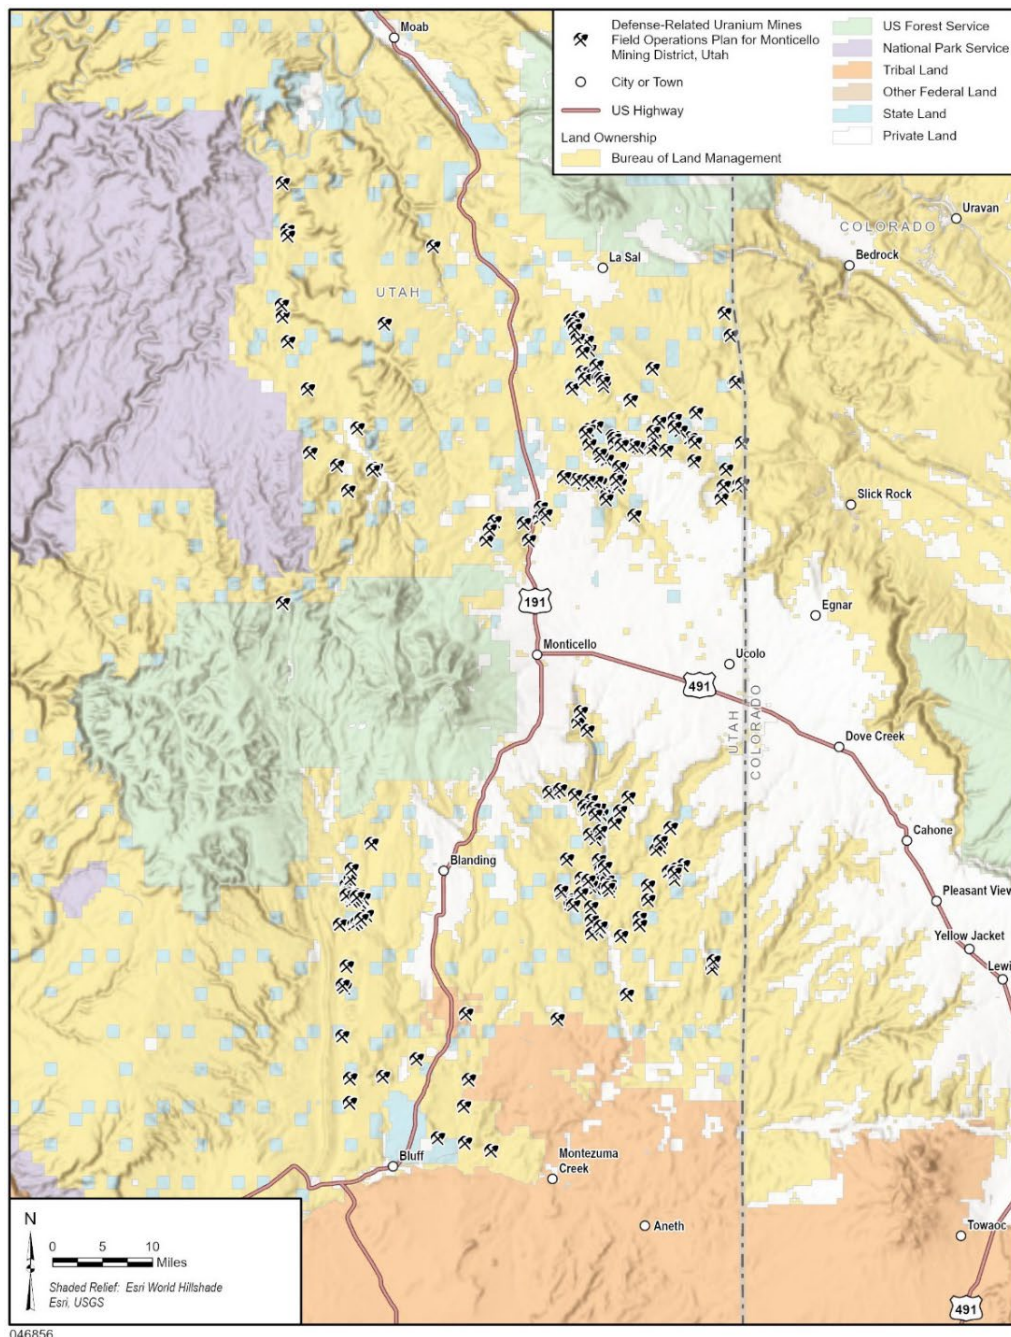 Moab
Defense-Related Uranium Mines
Field Operations Plan for Monticello
Mining District, Utah
City or Town
US Highway
Land Ownership
Bureau of Land Management
US Forest Service
National Park Service
Tribal Land
Other Federal Land
State Land
Private Land
Uravan
COLORADO
La Sal
Bedrock
UTAH
Slick Rock
191
Egnar
Monticello
Ucolo
491
UTAH
COLORADO
Dove Creek
Cahone
Blanding
Pleasant View
Yellow Jacket
Lewi
Bluff
Montezuma
Creek
Aneth
Towaoc
491
N
0 5 10
Miles
Shaded Relief: Esri World Hillshade
Esri, USGS
046856